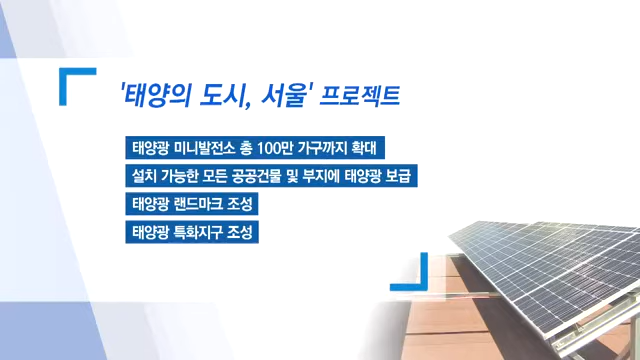 '태양의 도시, 서울' 프로젝트
태양광 미니발전소 총 100만 가구까지 확대
설치 가능한 모든 공공건물 및 부지에 태양광 보급
태양광 랜드마크 조성
태양광 특화지구 조성